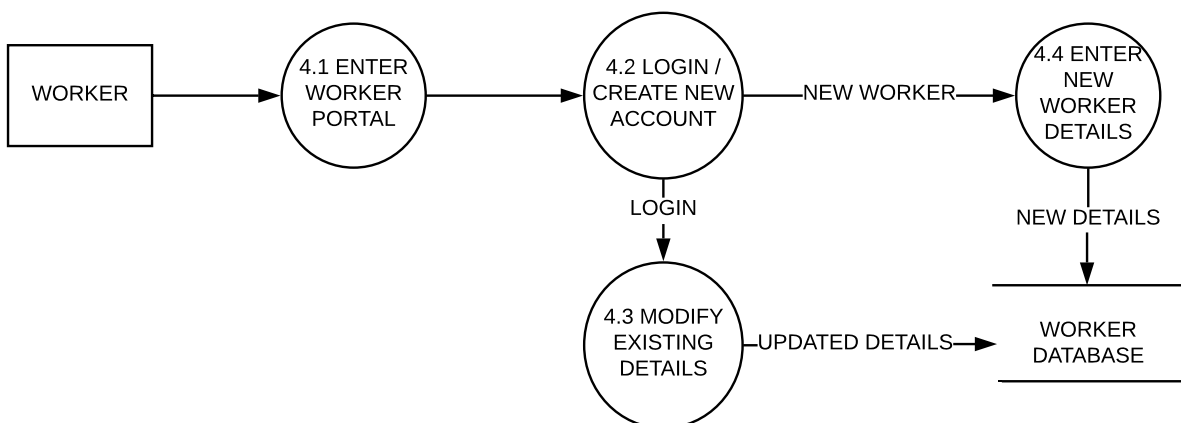 WORKER
4.1 ENTER
WORKER
PORTAL
4.2 LOGIN /
CREATE NEW
ACCOUNT
NEW WORKER
4.4 ENTER
NEW
WORKER
DETAILS
LOGIN
NEW DETAILS
4.3 MODIFY
EXISTING
DETAILS
UPDATED DETAILS
WORKER
DATABASE